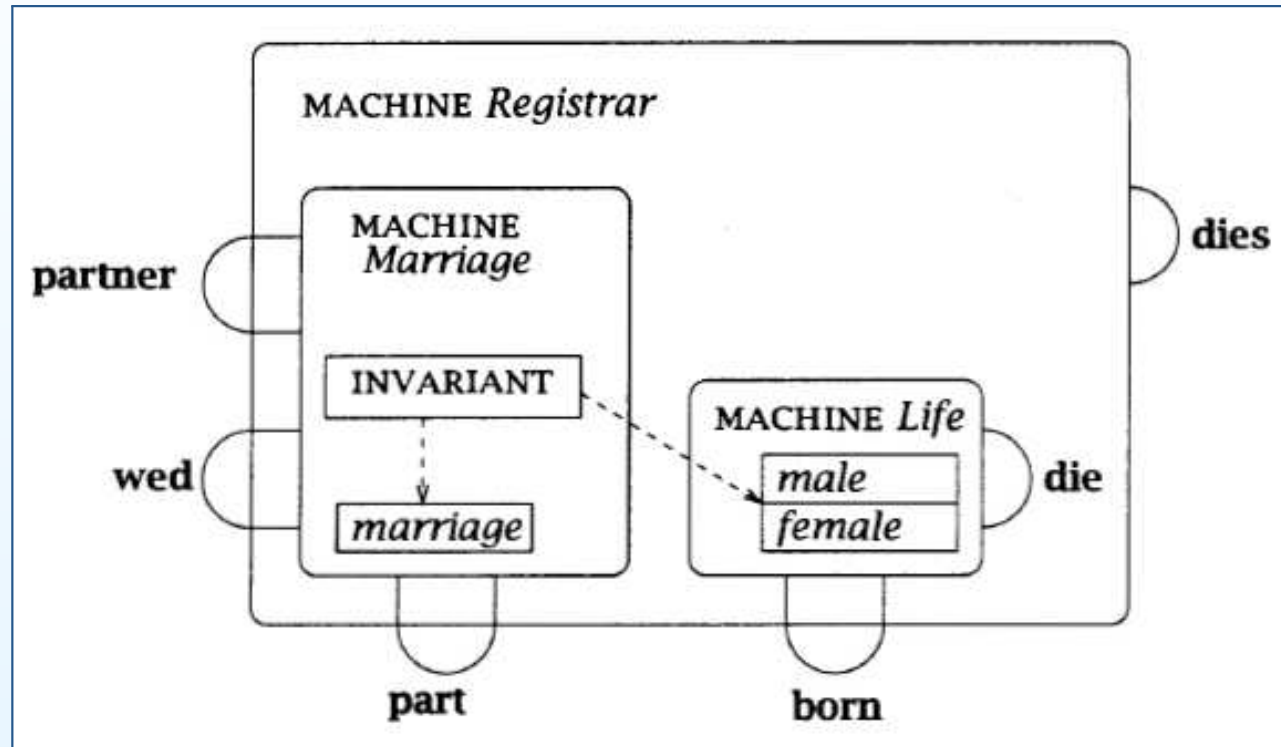 MACHINE Registrar
MACHINE
Marriage
partner
dies
INVARIANT
MACHINE Life
male
female
die
wed
marriage
part
born